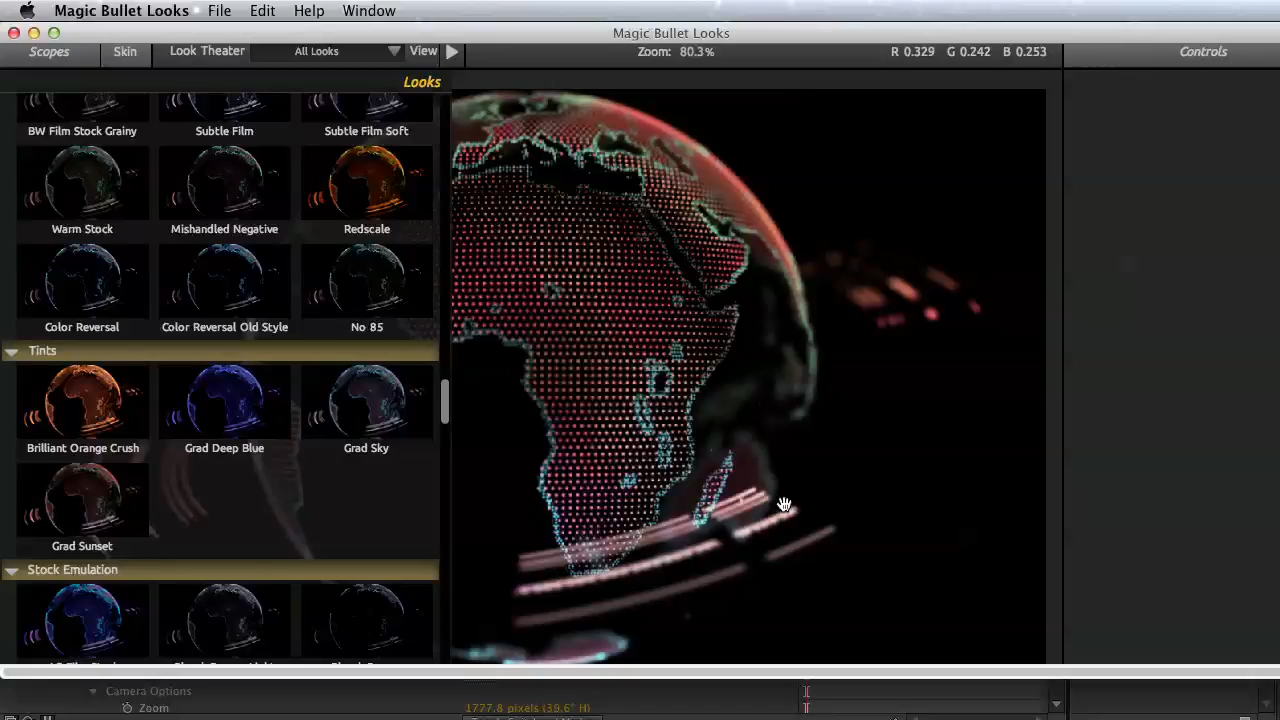 Magic Bullet Looks File Edit Help Window
Magic Bullet Looks
Scopes Skin Look Theater All Looks View Zoom: 80.3% R 0.329 G 0.242 B 0.253 Controls
Looks
BW Film Stock Grainy Subtle Film Subtle Film Soft
Warm Stock Mishandled Negative Redscale
Color Reversal Color Reversal Old Style No 85
Tints
Brilliant Orange Crush Grad Deep Blue Grad Sky
Grad Sunset
Stock Emulation
Camera Options
Zoom 1777.8 pixels (39.6° H)